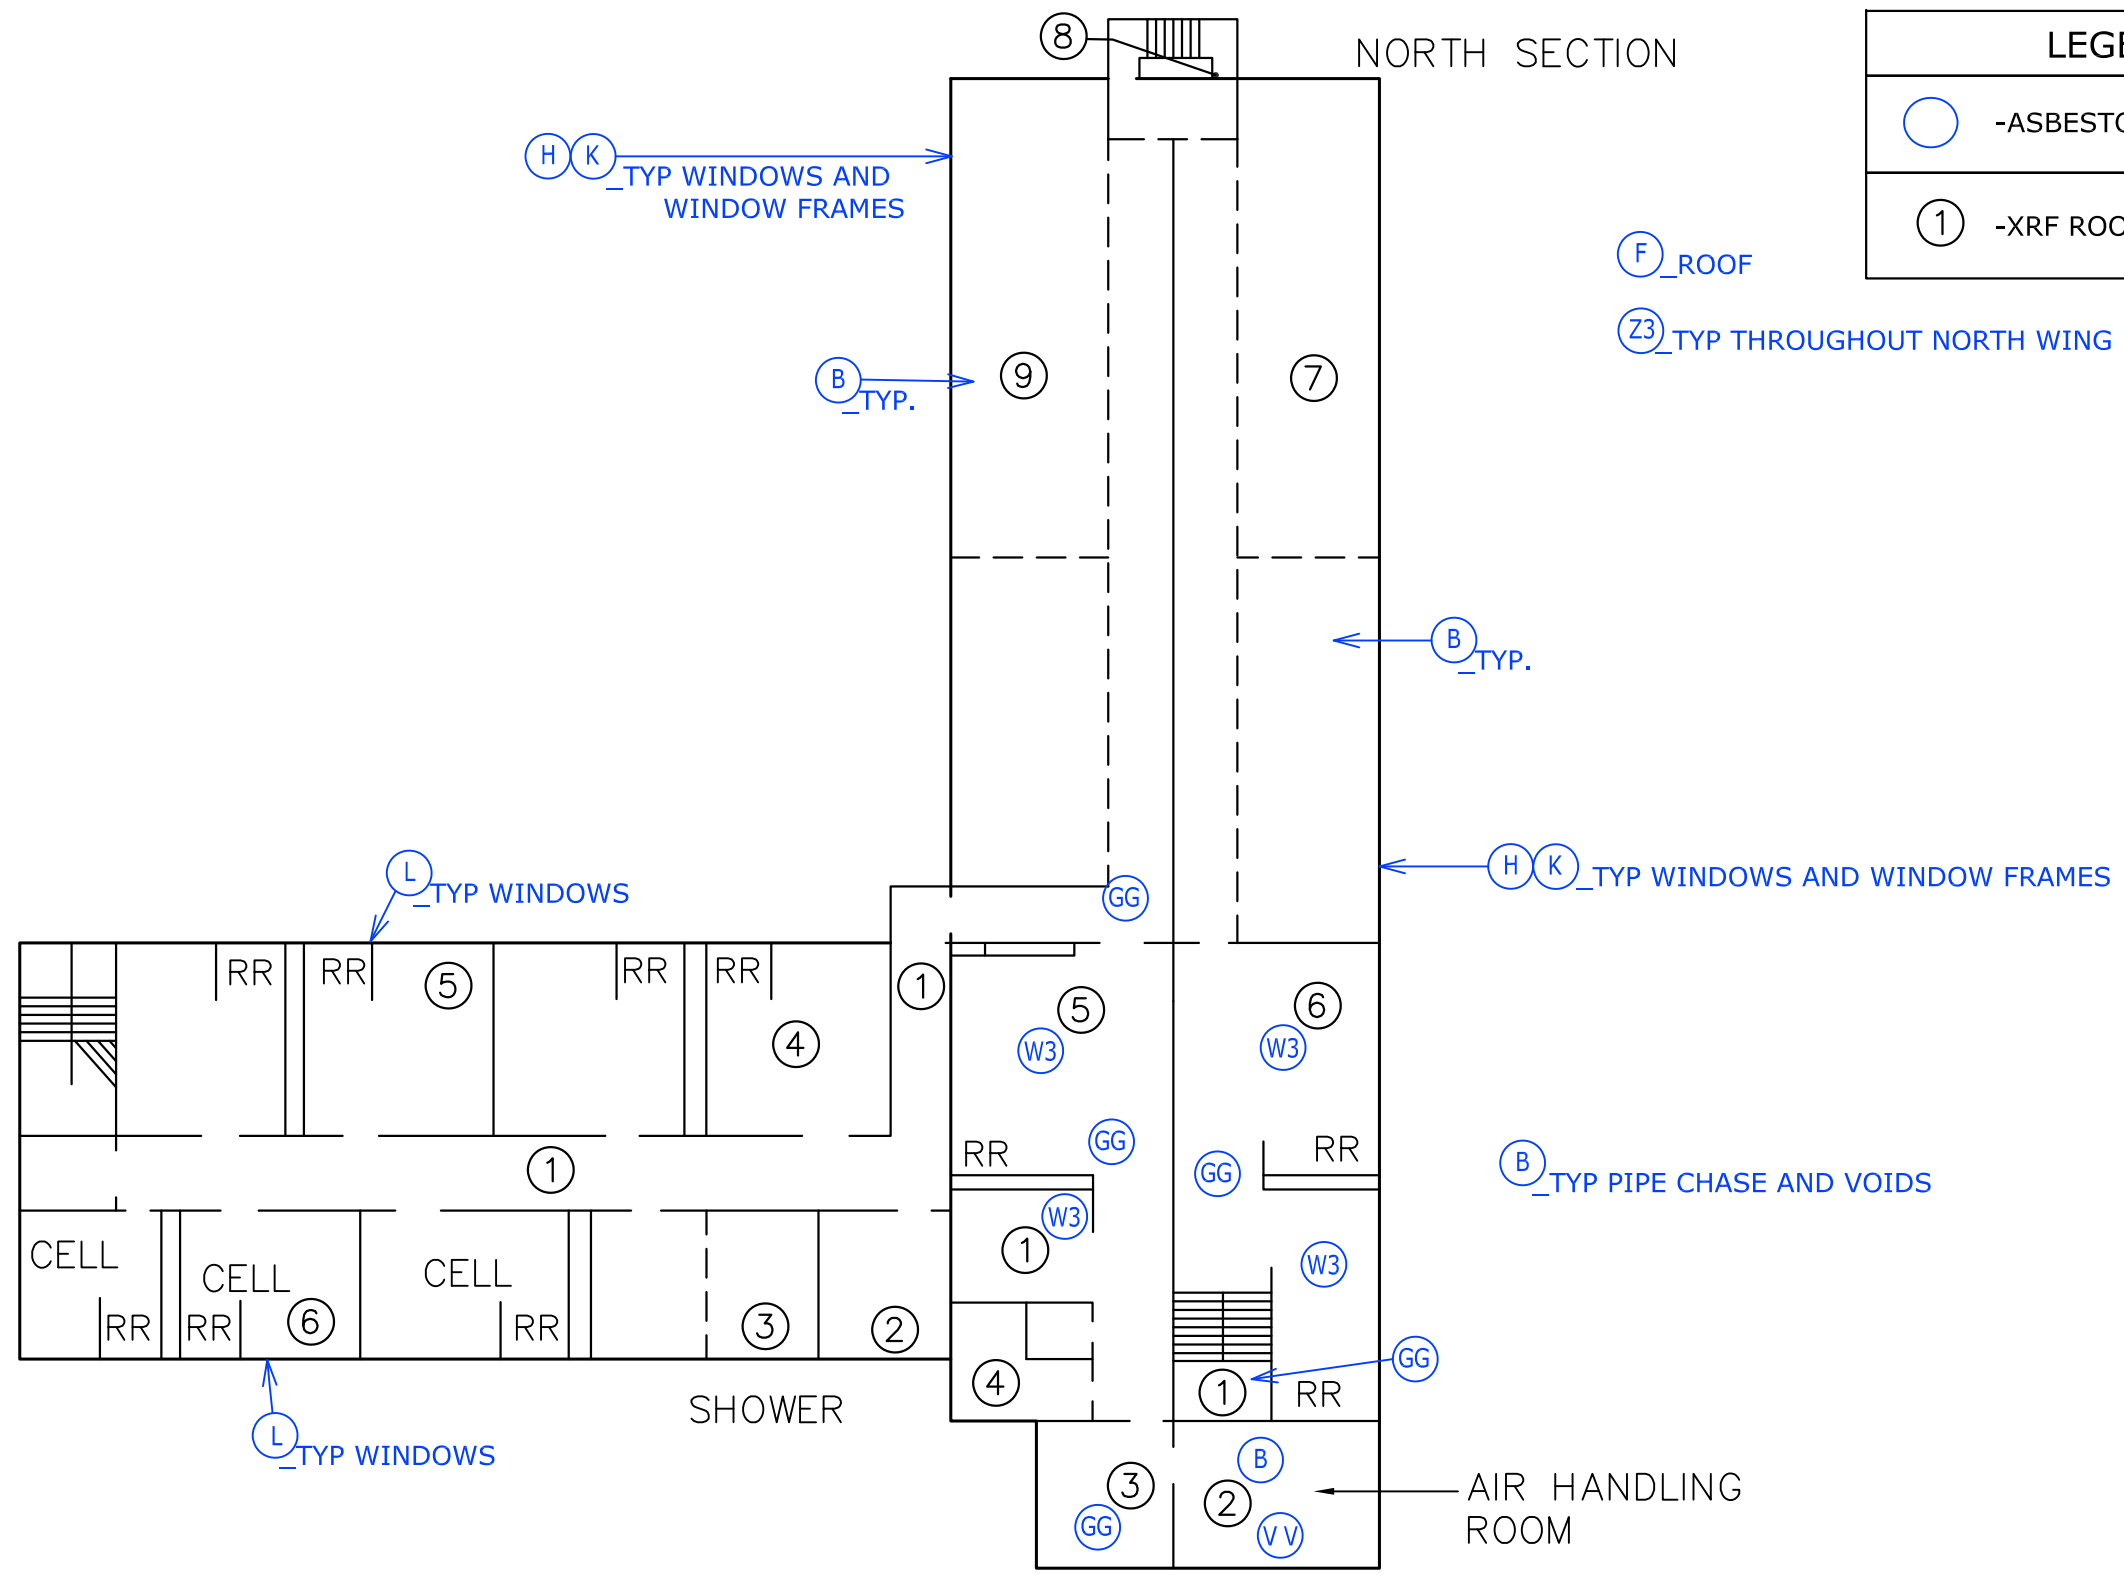 8
NORTH SECTION
LEGE
-ASBESTO
1 -XRF ROO
H K _TYP WINDOWS AND
WINDOW FRAMES
F _ROOF
Z3 _TYP THROUGHOUT NORTH WING
B _TYP.
9
7
B _TYP.
H K _TYP WINDOWS AND WINDOW FRAMES
L _TYP WINDOWS
GG
RR
RR
5
RR
RR
1
4
5
6
W3
W3
GG
GG
RR
RR
B _TYP PIPE CHASE AND VOIDS
1
W3
1
W3
CELL
CELL
CELL
RR
RR
6
RR
3
2
4
GG
1
RR
L _TYP WINDOWS
SHOWER
B
3
2
GG
VV
AIR HANDLING
ROOM